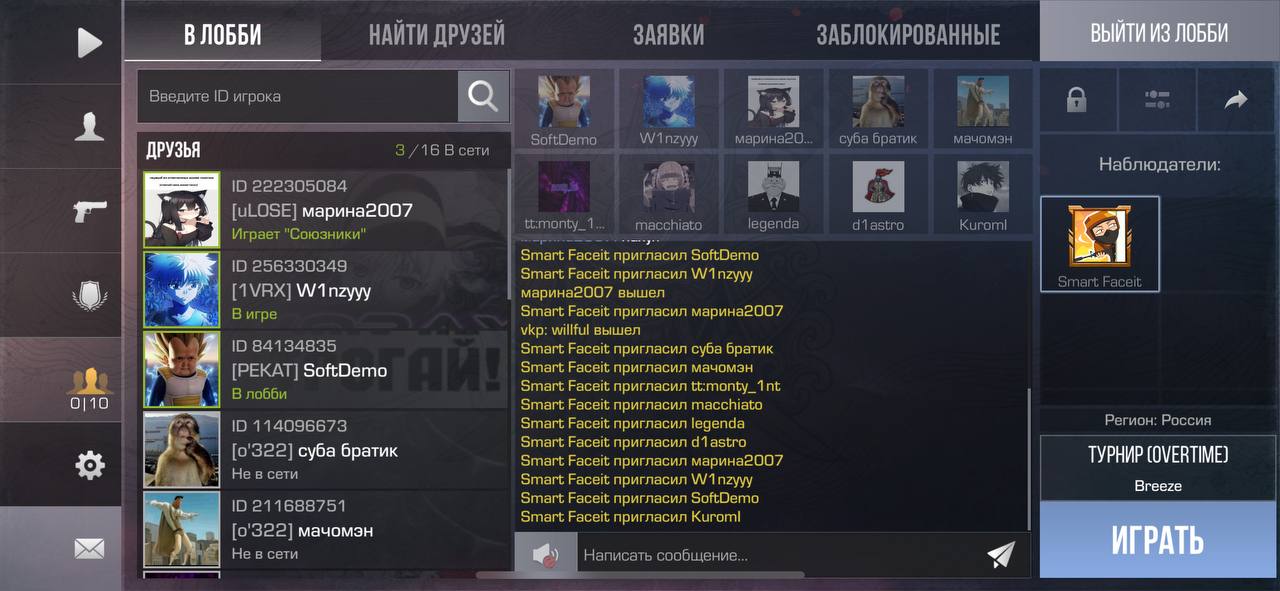 В ЛОББИ
НАЙТИ ДРУЗЕЙ
ЗАЯВКИ
ЗАБЛОКИРОВАННЫЕ
ВЫЙТИ ИЗ ЛОББИ
Введите ID игрока
ДРУЗЬЯ
3 /16 В сети
ID 222305084
[uLOSE] марина2007
Играет "Союзники"
ID 256330349
[1VRX] W1nzyyy
В игре
ID 84134835
[PEKAT] SoftDemo
В лобби
ID 114096673
[o'322] суба братик
Не в сети
ID 211688751
[o'322] мачомэн
Не в сети
0|10
SoftDemo
W1nzyyy
марина20...
суба братик
мачомэн
tt:monty_1...
macchiato
legenda
d1astro
KuromI
Smart Faceit пригласил SoftDemo
Smart Faceit пригласил W1nzyyy
марина2007 вышел
Smart Faceit пригласил марина2007
vkp: willful вышел
Smart Faceit пригласил суба братик
Smart Faceit пригласил мачомэн
Smart Faceit пригласил tt:monty_1nt
Smart Faceit пригласил macchiato
Smart Faceit пригласил legenda
Smart Faceit пригласил d1astro
Smart Faceit пригласил марина2007
Smart Faceit пригласил W1nzyyy
Smart Faceit пригласил SoftDemo
Smart Faceit пригласил KuromI
Написать сообщение...
Наблюдатели:
Smart Faceit
Регион: Россия
ТУРНИР (OVERTIME)
Breeze
ИГРАТЬ